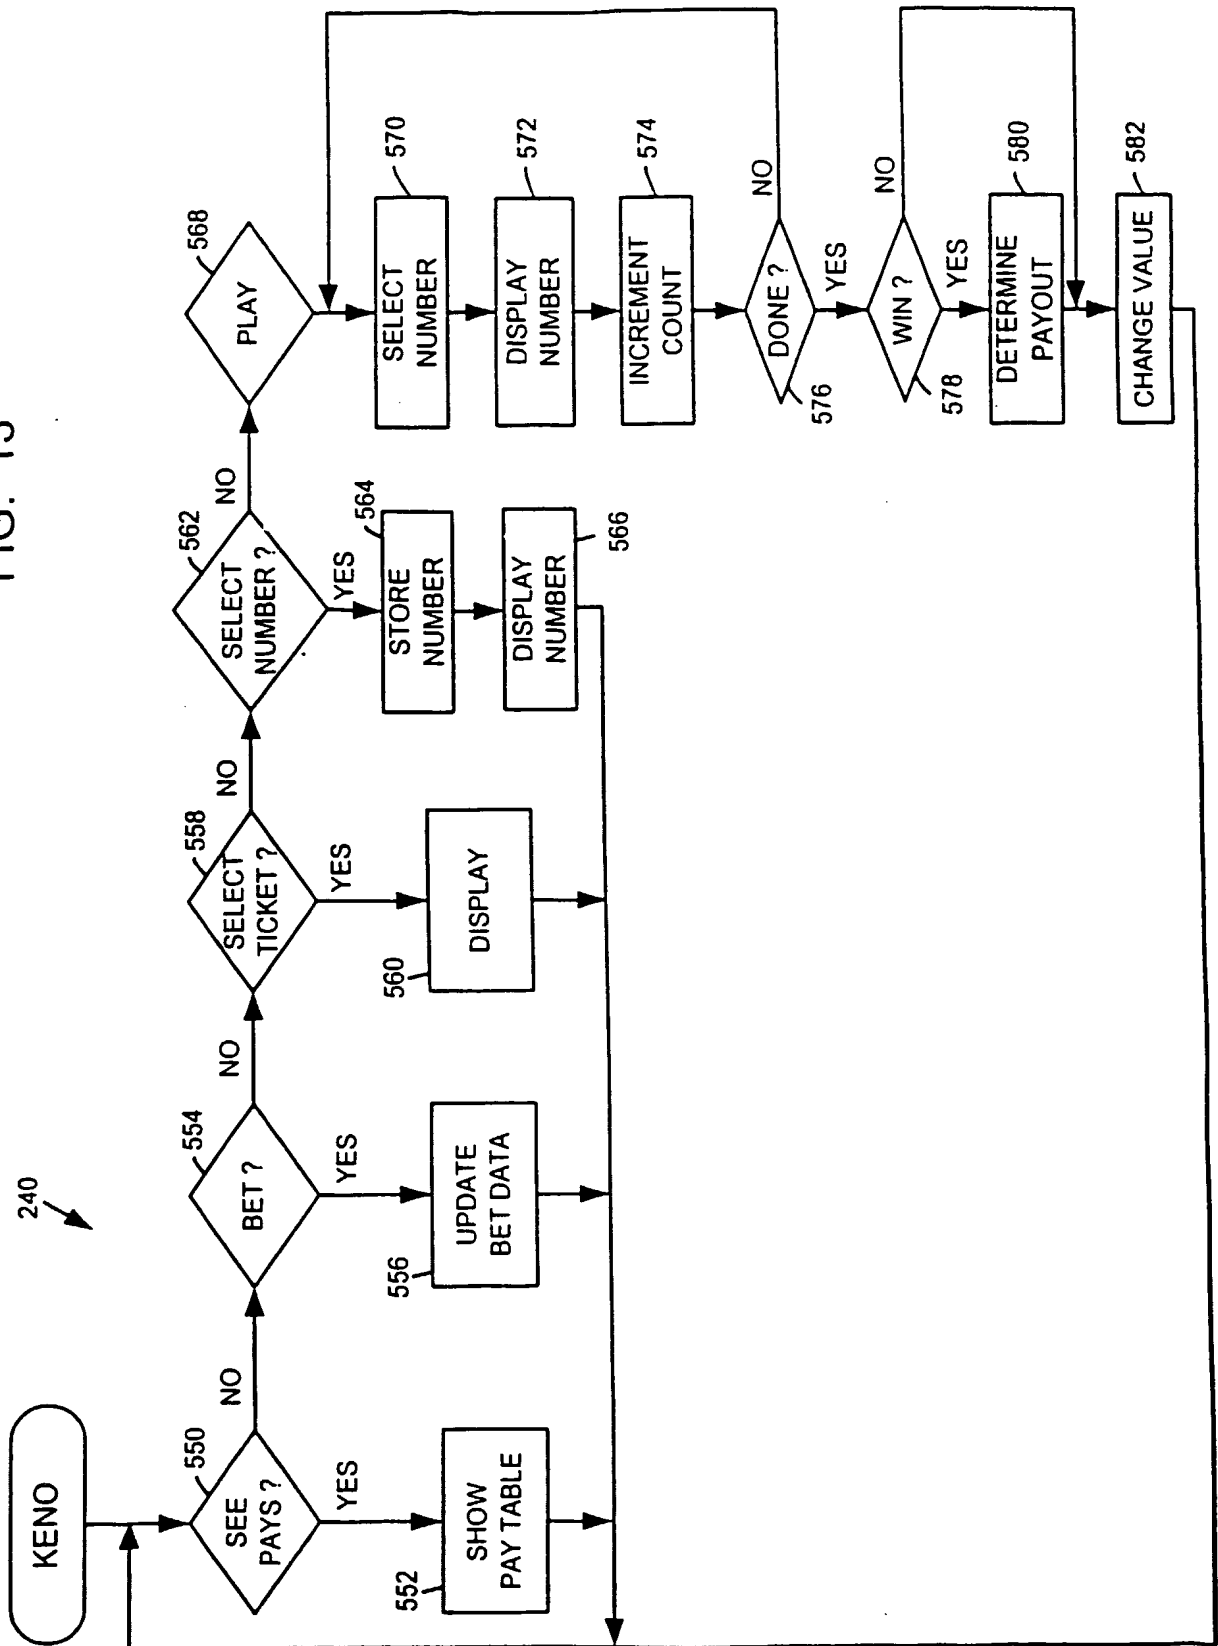 FIG. 15
240
KENO
550
SEE
PAYS ?
NO
YES
552
SHOW
PAY TABLE
554
BET ?
NO
YES
556
UPDATE
BET DATA
558
SELECT
TICKET ?
NO
YES
560
DISPLAY
562
SELECT
NUMBER ?
NO
YES
564
STORE
NUMBER
566
DISPLAY
NUMBER
568
PLAY
570
SELECT
NUMBER
572
DISPLAY
NUMBER
574
INCREMENT
COUNT
576
DONE ?
NO
YES
578
WIN ?
NO
YES
580
DETERMINE
PAYOUT
582
CHANGE VALUE